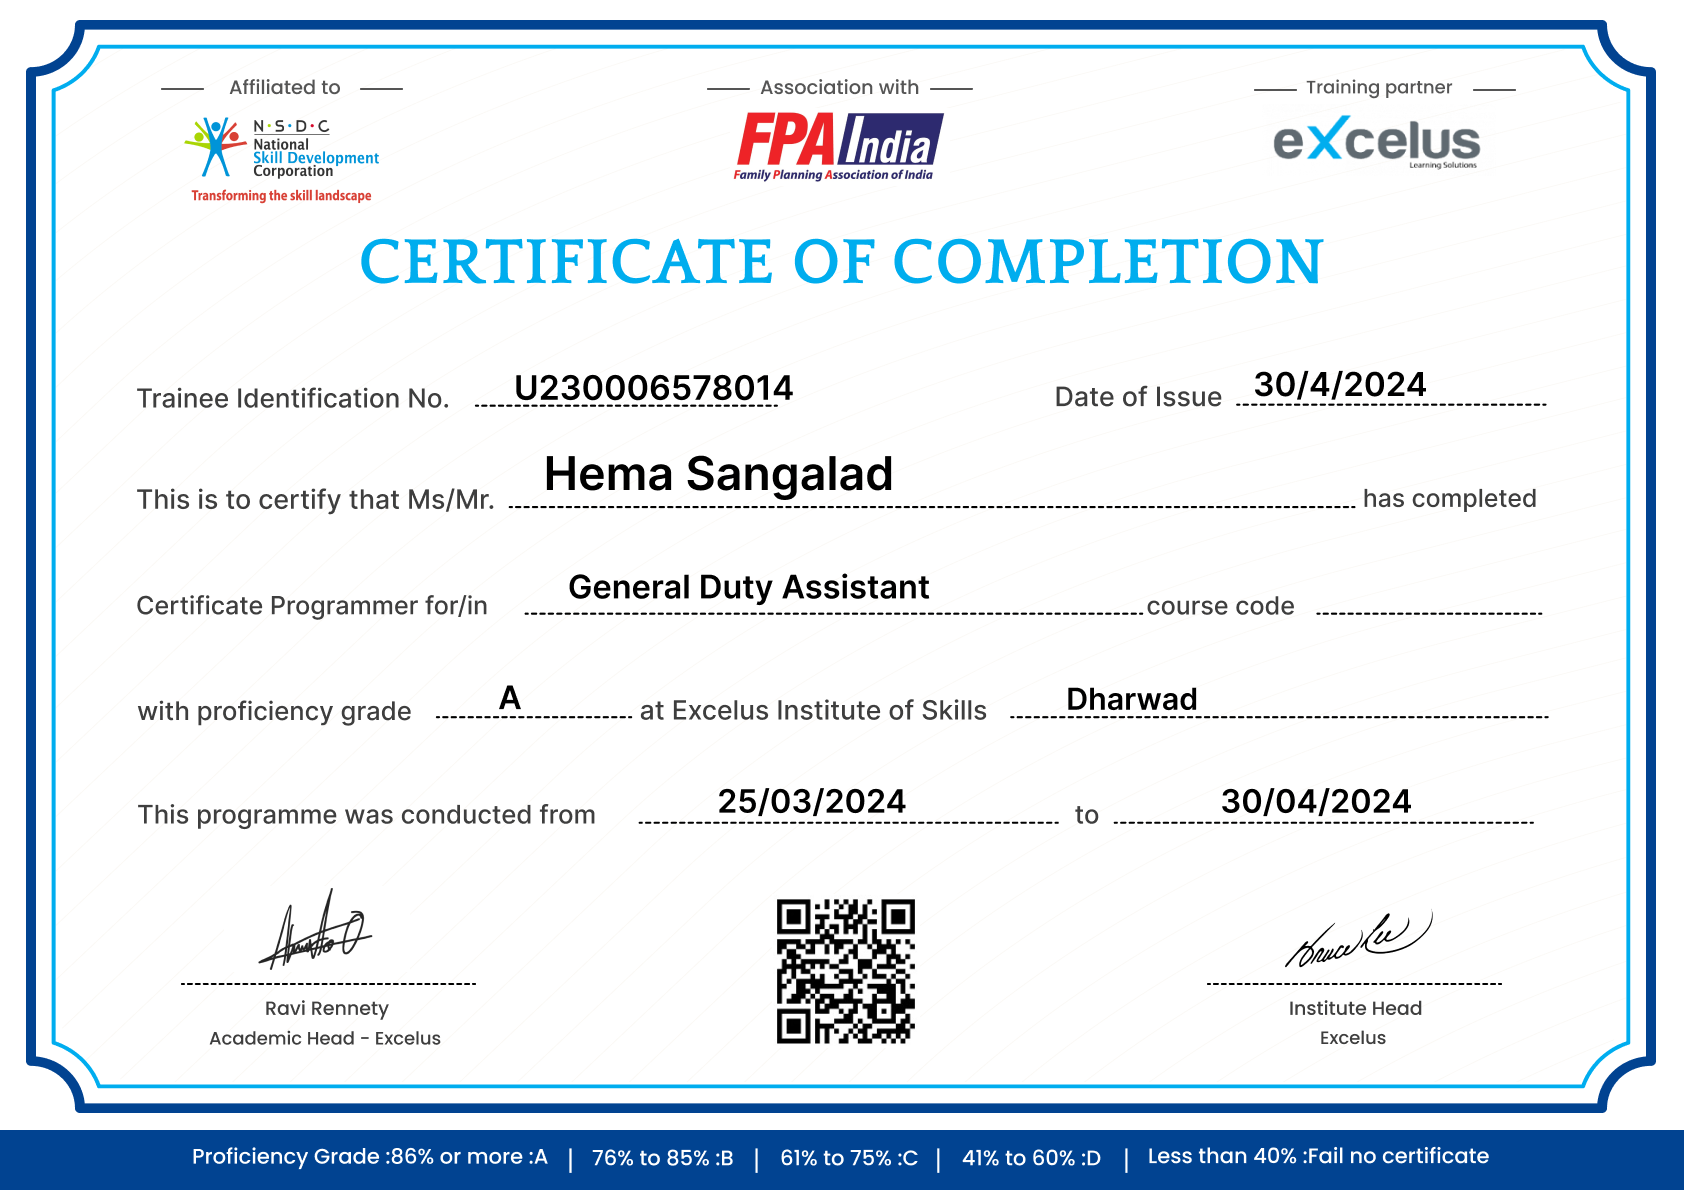 Affiliated to
Association with
Training partner
N·S·D·C
National
Skill Development
Corporation
Transforming the skill landscape
FPA India
Family Planning Association of India
eXcelus
Learning Solutions
CERTIFICATE OF COMPLETION
Trainee Identification No. U230006578014 Date of Issue 30/4/2024
This is to certify that Ms/Mr. Hema Sangalad has completed
Certificate Programmer for/in General Duty Assistant course code
with proficiency grade A at Excelus Institute of Skills Dharwad
This programme was conducted from 25/03/2024 to 30/04/2024
Bruce Lee
Ravi Rennety
Academic Head - Excelus
Institute Head
Excelus
Proficiency Grade :86% or more :A | 76% to 85% :B | 61% to 75% :C | 41% to 60% :D | Less than 40% :Fail no certificate